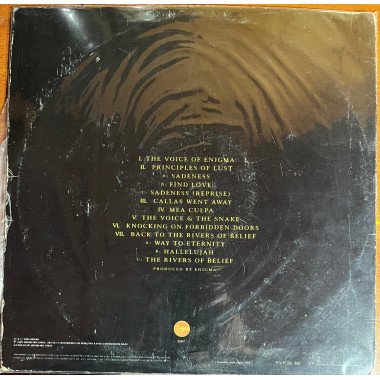 I. THE VOICE OF ENIGMA
II. PRINCIPLES OF LUST
A. SADENESS
B. FIND LOVE
C. SADENESS (REPRISE)
III. CALLAS WENT AWAY
IV. MEA CULPA
V. THE VOICE & THE SNAKE
VI. KNOCKING ON FORBIDDEN DOORS
VII. BACK TO THE RIVERS OF BELIEF
A. WAY TO ETERNITY
B. HALLELUJAH
C. THE RIVERS OF BELIEF
PRODUCED BY ENIGMA